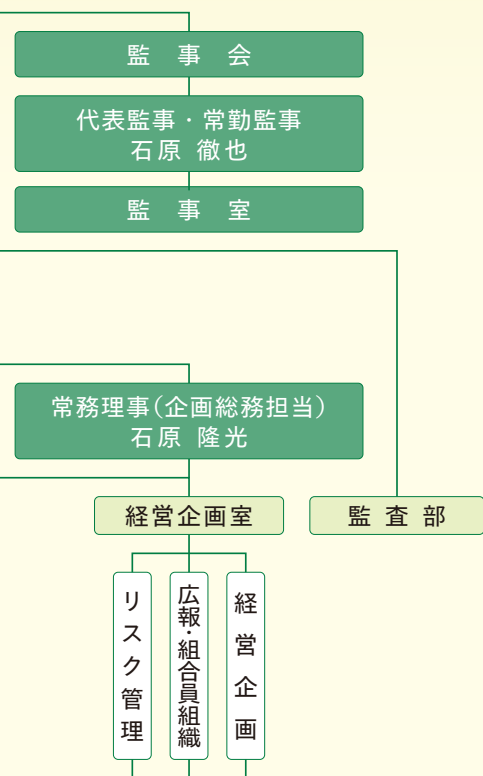 監事会
代表監事・常勤監事
石原 徹也
監事室
常務理事(企画総務担当)
石原 隆光
経営企画室
監査部
リスク管理
広報・組合員組織
経営企画